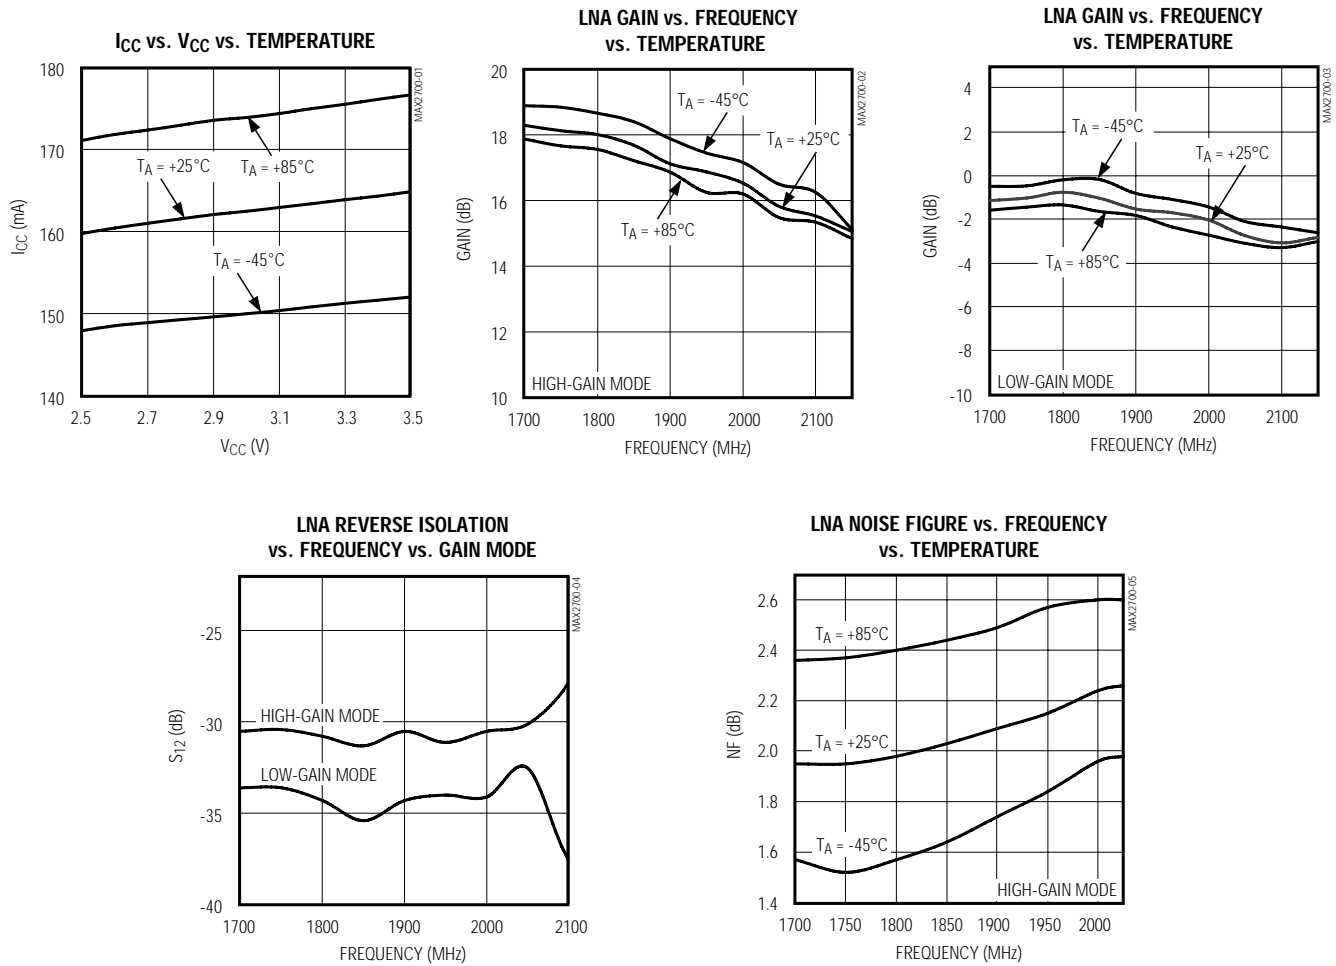 ICC vs. VCC vs. TEMPERATURE
MAX2700-01
180
170
160
150
140
ICC (mA)
TA = +25°C
TA = +85°C
TA = -45°C
2.5
2.7
2.9
3.1
3.3
3.5
VCC (V)
LNA GAIN vs. FREQUENCY
vs. TEMPERATURE
MAX2700-02
20
18
16
14
12
10
GAIN (dB)
TA = -45°C
TA = +25°C
TA = +85°C
HIGH-GAIN MODE
1700
1800
1900
2000
2100
FREQUENCY (MHz)
LNA GAIN vs. FREQUENCY
vs. TEMPERATURE
MAX2700-03
4
2
0
-2
-4
-6
-8
-10
GAIN (dB)
TA = -45°C
TA = +25°C
TA = +85°C
LOW-GAIN MODE
1700
1800
1900
2000
2100
FREQUENCY (MHz)
LNA REVERSE ISOLATION
vs. FREQUENCY vs. GAIN MODE
MAX2700-04
-25
-30
-35
-40
S12 (dB)
HIGH-GAIN MODE
LOW-GAIN MODE
1700
1800
1900
2000
2100
FREQUENCY (MHz)
LNA NOISE FIGURE vs. FREQUENCY
vs. TEMPERATURE
MAX2700-05
2.6
2.4
2.2
2.0
1.8
1.6
1.4
NF (dB)
TA = +85°C
TA = +25°C
TA = -45°C
HIGH-GAIN MODE
1700
1750
1800
1850
1900
1950
2000
FREQUENCY (MHz)